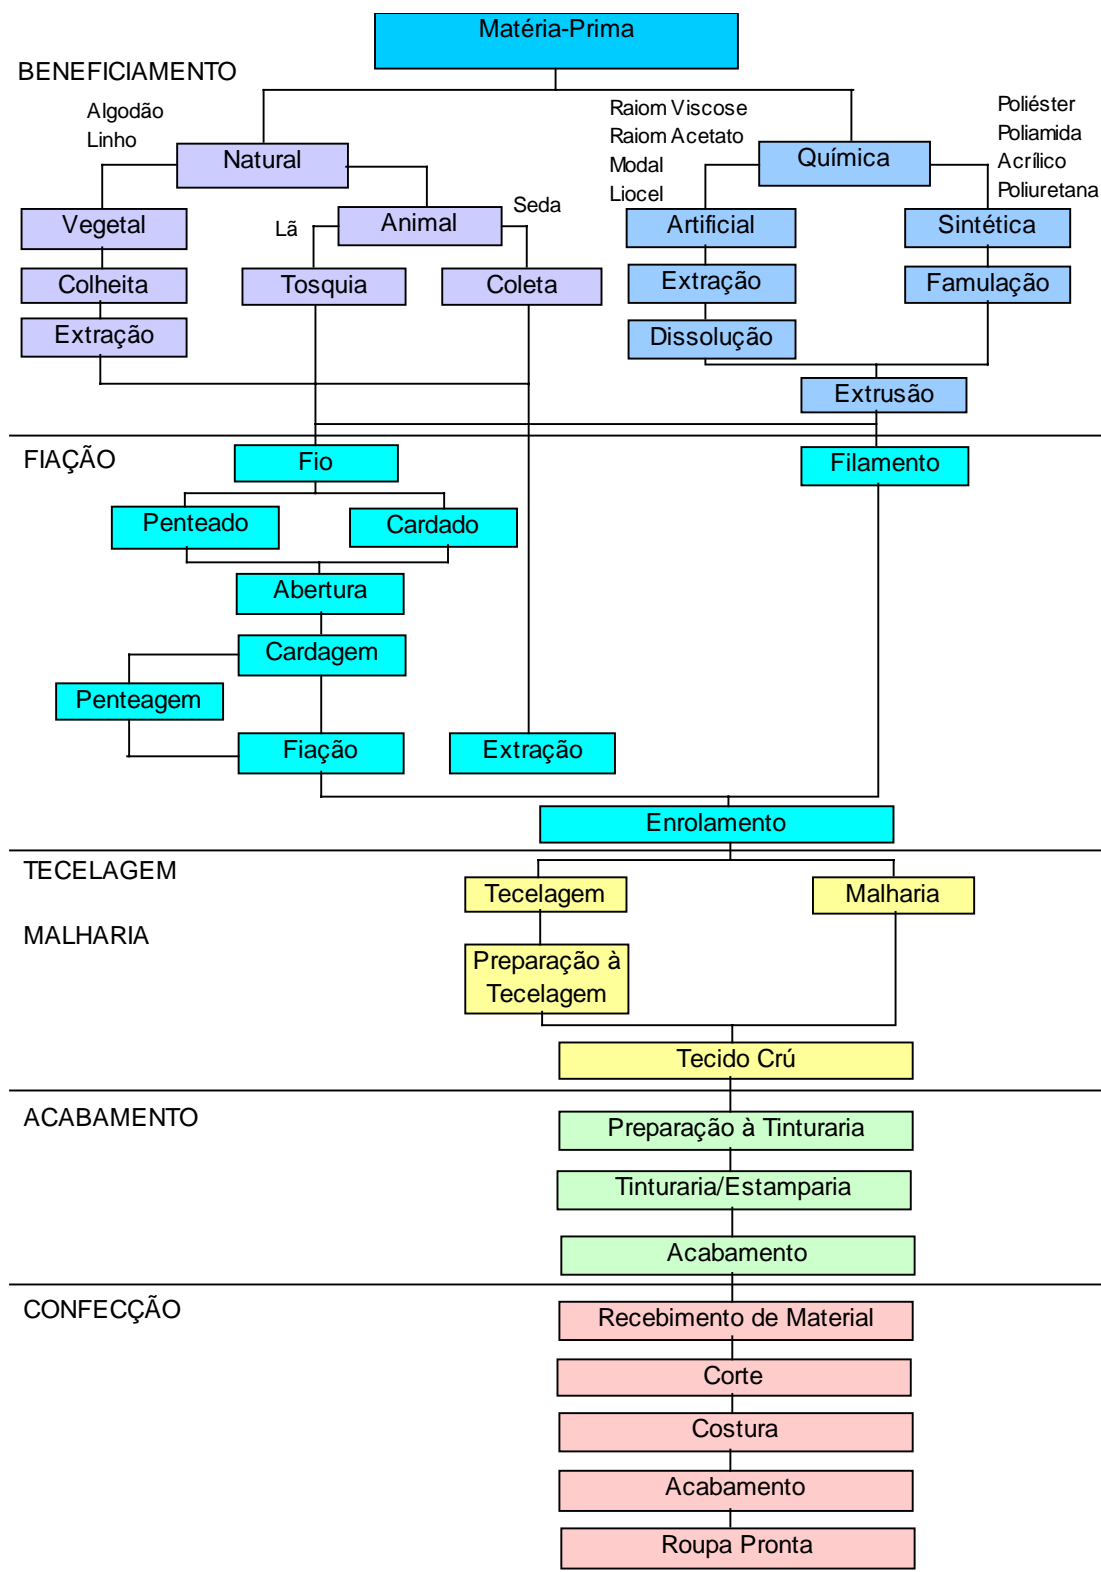 Matéria-Prima
BENEFICIAMENTO
Algodão
Linho
Raiom Viscose
Raiom Acetato
Modal
Liocel
Poliéster
Poliamida
Acrílico
Poliuretana
Natural
Química
Vegetal
Lã
Animal
Seda
Artificial
Sintética
Colheita
Tosquia
Coleta
Extração
Famulação
Extração
Dissolução
Extrusão
FIAÇÃO
Fio
Filamento
Penteado
Cardado
Abertura
Cardagem
Penteagem
Fiação
Extração
Enrolamento
TECELAGEM
Tecelagem
Malharia
MALHARIA
Preparação à
Tecelagem
Tecido Crú
ACABAMENTO
Preparação à Tinturaria
Tinturaria/Estamparia
Acabamento
CONFECÇÃO
Recebimento de Material
Corte
Costura
Acabamento
Roupa Pronta